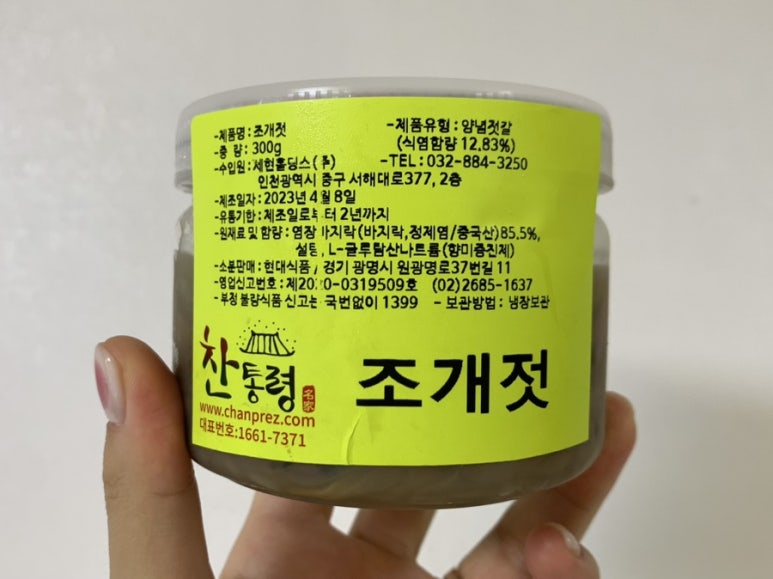 -제품명 : 조개젓 -제품유형 : 양념젓갈
-중 량 : 300g (식염함량 12.83%)
-수입원 : 세현홀딩스(주) -TEL : 032-884-3250
인천광역시 중구 서해대로377, 2층
-제조일자 : 2023년 4월 8일
-유통기한 : 제조일로부터 2년까지
-원재료 및 함량 : 염장바지락(바지락,정제염/중국산)85.5%,
설탕, L-글루탐산나트륨(향미증진제)
-소분판매 : 현대식품 / 경기 광명시 원광명로37번길 11
-영업신고번호 : 제2020-0319509호 (02)2685-1637
- 부정 불량식품 신고는 국번없이 1399 - 보관방법 : 냉장보관
찬통령 名家
조개젓
www.chanprez.com
대표번호:1661-7371